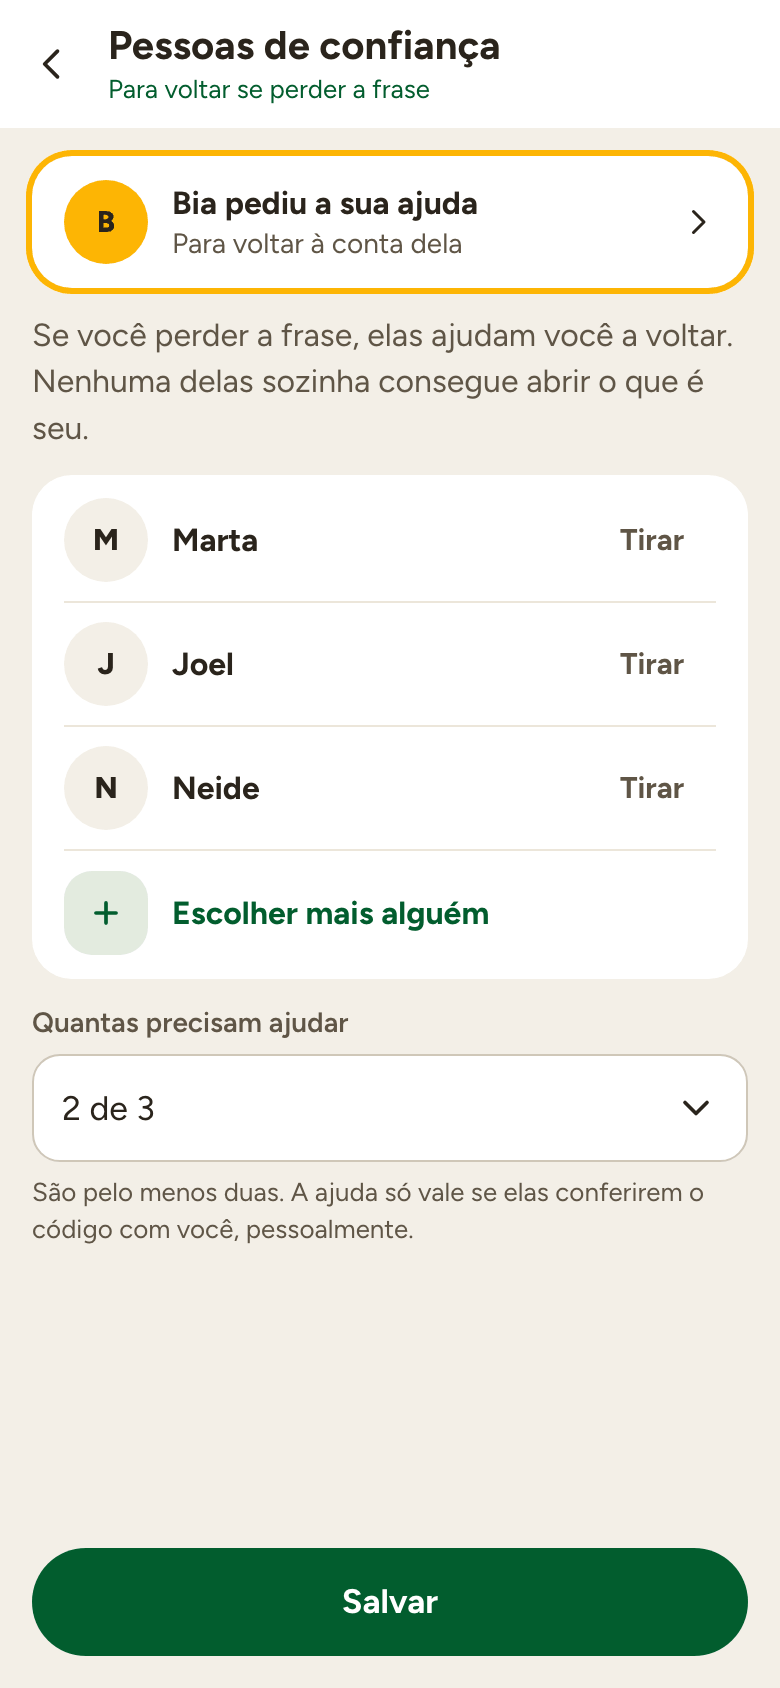 Pessoas de confiança
Para voltar se perder a frase
B
Bia pediu a sua ajuda
Para voltar à conta dela
Se você perder a frase, elas ajudam você a voltar.
Nenhuma delas sozinha consegue abrir o que é
seu.
M Marta Tirar
J Joel Tirar
N Neide Tirar
+ Escolher mais alguém
Quantas precisam ajudar
2 de 3
São pelo menos duas. A ajuda só vale se elas conferirem o
código com você, pessoalmente.
Salvar